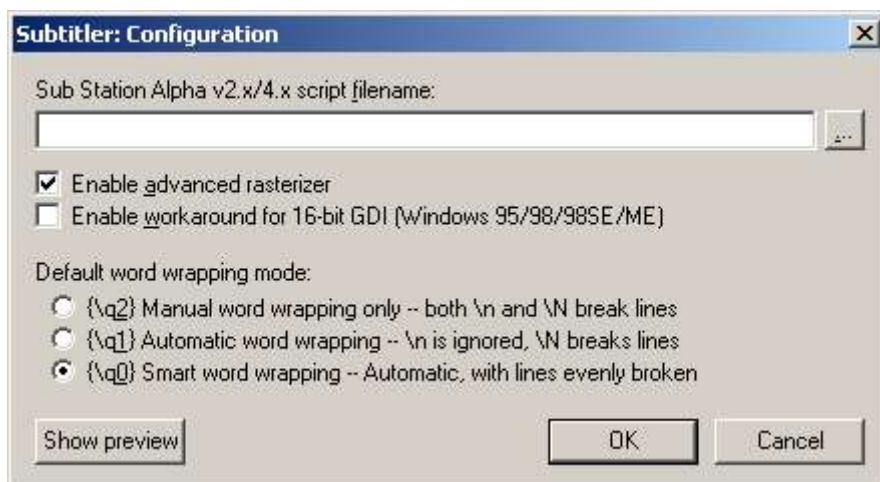 Subtitler: Configuration
Sub Station Alpha v2.x/4.x script filename:
...
Enable advanced rasterizer
Enable workaround for 16-bit GDI (Windows 95/98/98SE/ME)
Default word wrapping mode:
{\q2} Manual word wrapping only -- both \n and \N break lines
{\q1} Automatic word wrapping -- \n is ignored, \N breaks lines
{\q0} Smart word wrapping -- Automatic, with lines evenly broken
Show preview OK Cancel